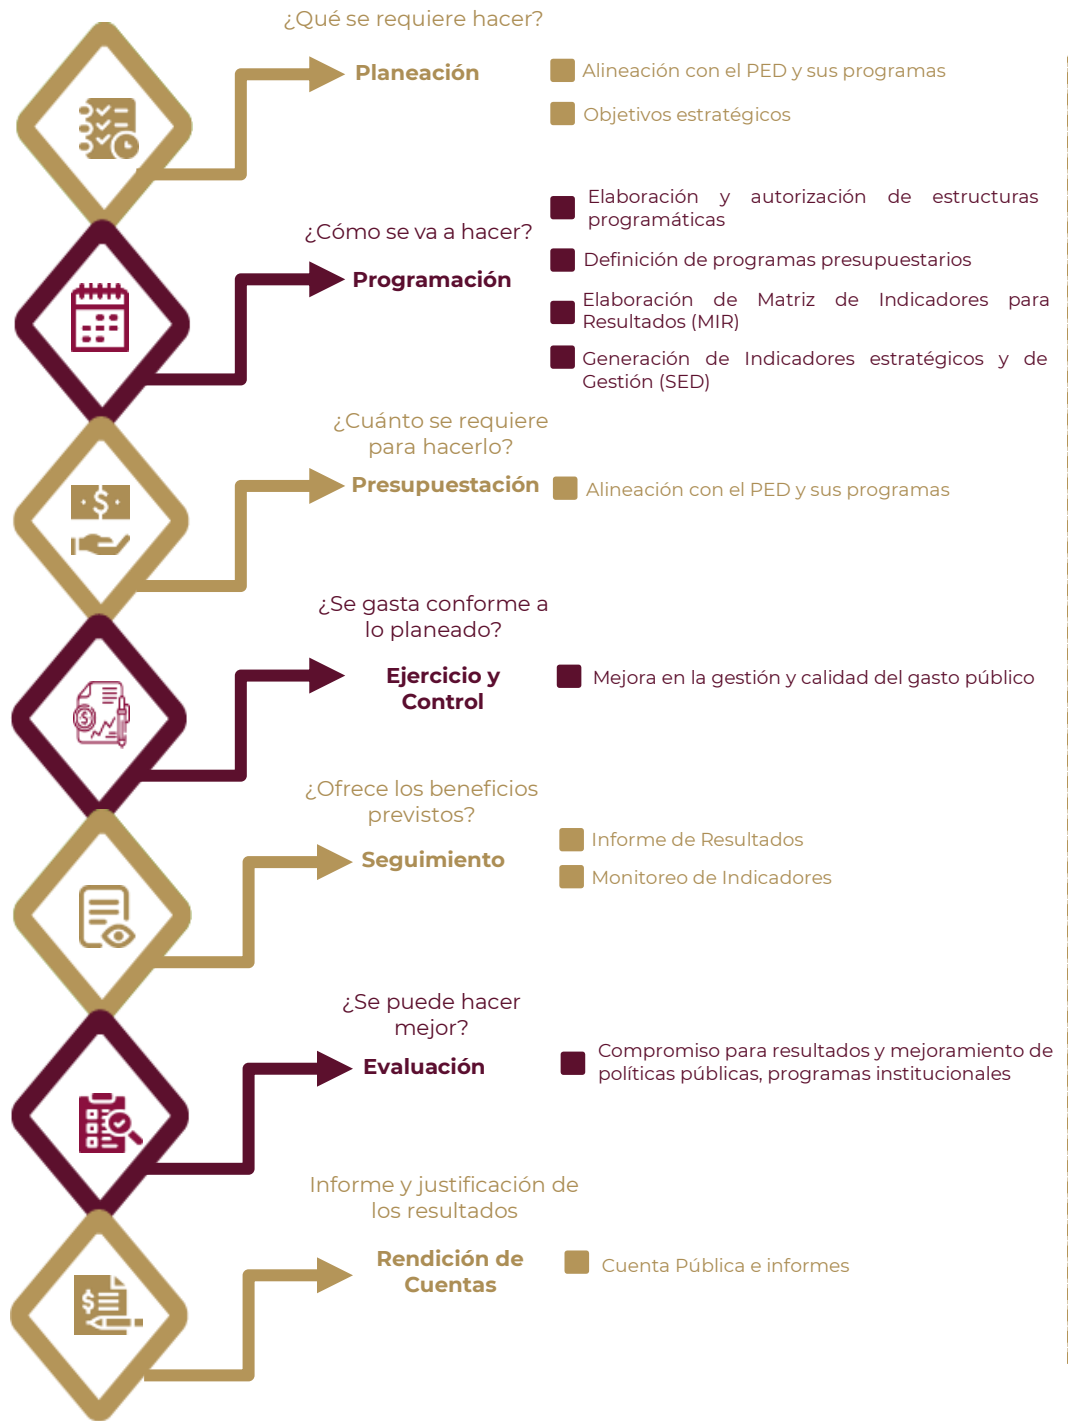 ¿Qué se requiere hacer?
Planeación
Alineación con el PED y sus programas
Objetivos estratégicos
¿Cómo se va a hacer?
Programación
Elaboración y autorización de estructuras
programáticas
Definición de programas presupuestarios
Elaboración de Matriz de Indicadores para
Resultados (MIR)
Generación de Indicadores estratégicos y de
Gestión (SED)
¿Cuánto se requiere
para hacerlo?
Presupuestación
Alineación con el PED y sus programas
¿Se gasta conforme a
lo planeado?
Ejercicio y
Control
Mejora en la gestión y calidad del gasto público
¿Ofrece los beneficios
previstos?
Seguimiento
Informe de Resultados
Monitoreo de Indicadores
¿Se puede hacer
mejor?
Evaluación
Compromiso para resultados y mejoramiento de
políticas públicas, programas institucionales
Informe y justificación de
los resultados
Rendición de
Cuentas
Cuenta Pública e informes